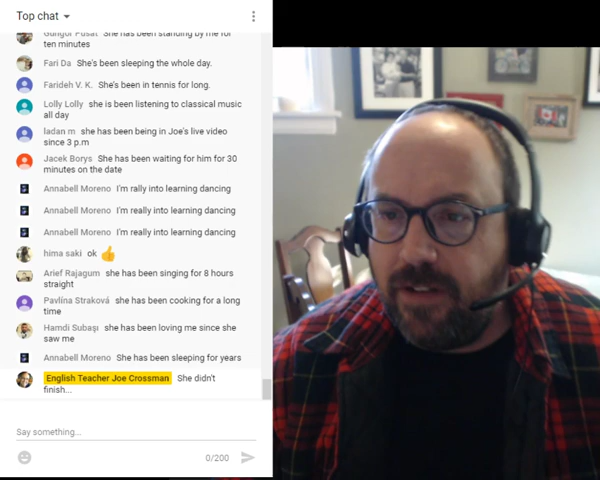 Top chat
Gungor Pusat She has been standing by me for
ten minutes
Fari Da She's been sleeping the whole day.
Farideh V. K. She's been in tennis for long.
Lolly Lolly she is been listening to classical music
all day
ladan m she has been being in Joe's live video
since 3 p.m
Jacek Borys She has been waiting for him for 30
minutes on the date
Annabell Moreno I'm rally into learning dancing
Annabell Moreno I'm really into learning dancing
Annabell Moreno I'm really into learning dancing
hima saki ok 👍
Arief Rajagum she has been singing for 8 hours
straight
Pavlína Straková she has been cooking for a long
time
Hamdi Subaşı she has been loving me since she
saw me
Annabell Moreno She has been sleeping for years
English Teacher Joe Crossman She didn't
finish...
Say something...
0/200